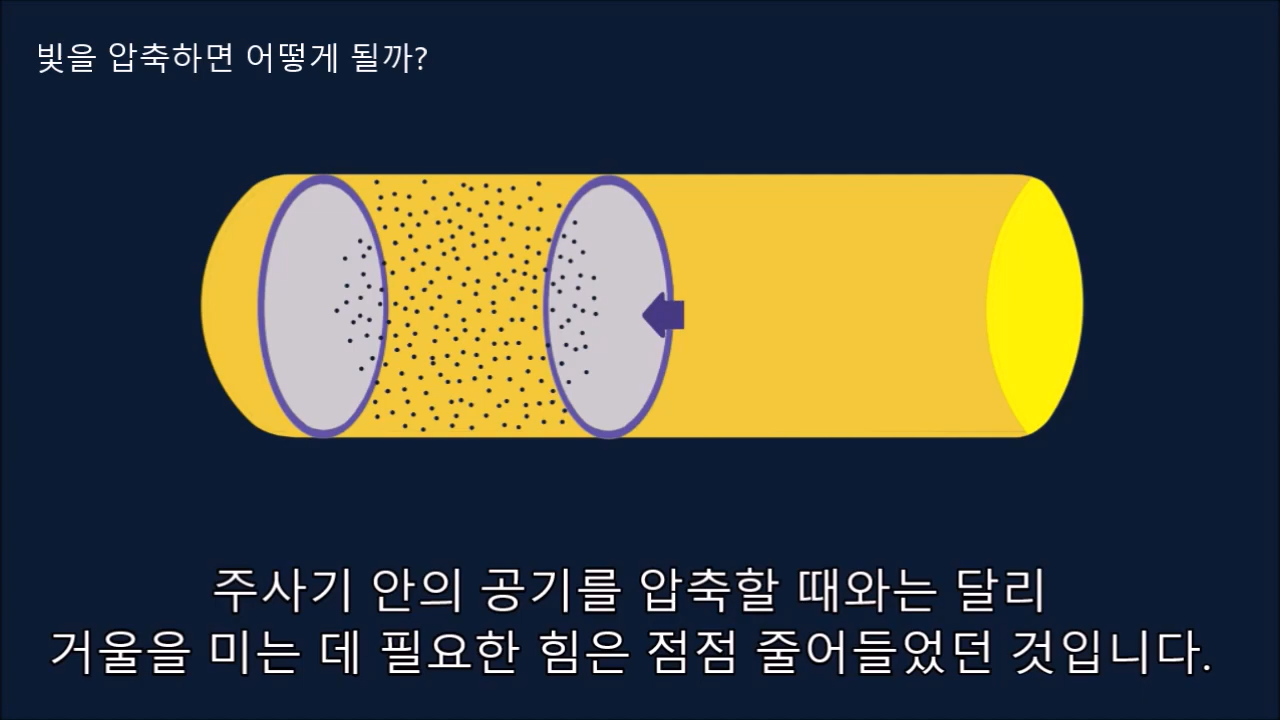 빛을 압축하면 어떻게 될까?
주사기 안의 공기를 압축할 때와는 달리
거울을 미는 데 필요한 힘은 점점 줄어들었던 것입니다.